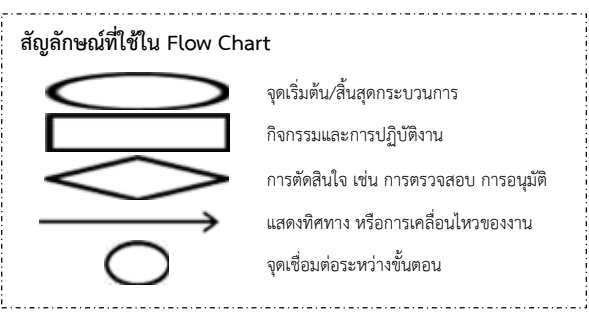 สัญลักษณ์ที่ใช้ใน Flow Chart
จุดเริ่มต้น/สิ้นสุดกระบวนการ
กิจกรรมและการปฏิบัติงาน
การตัดสินใจ เช่น การตรวจสอบ การอนุมัติ
แสดงทิศทาง หรือการเคลื่อนไหวของงาน
จุดเชื่อมต่อระหว่างขั้นตอน